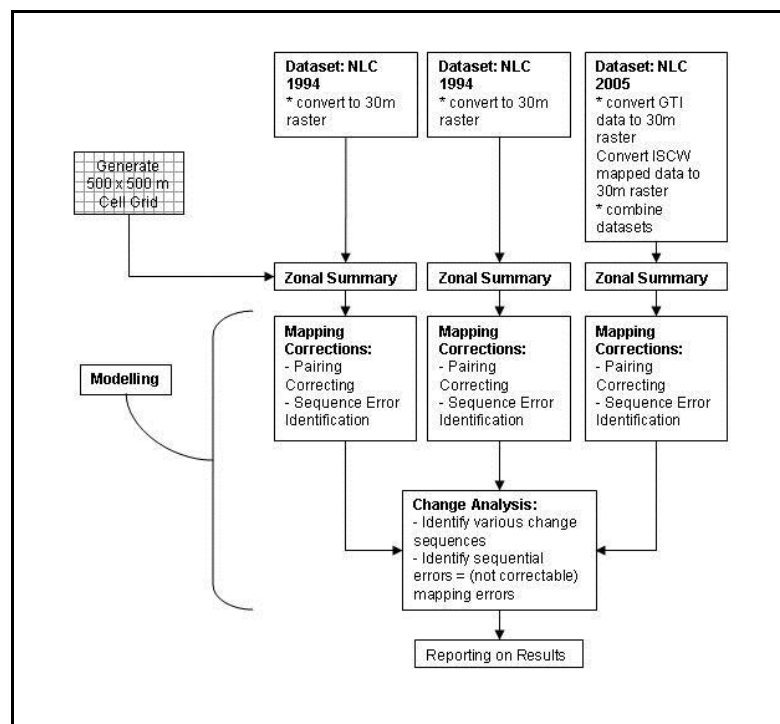 Dataset: NLC
1994
* convert to 30m
raster
Dataset: NLC
1994
* convert to 30m
raster
Dataset: NLC
2005
* convert GTI
data to 30m
raster
Convert ISCW
mapped data to
30m raster
* combine
datasets
Generate
500 x 500 m
Cell Grid
Zonal Summary
Zonal Summary
Zonal Summary
Modelling
Mapping
Corrections:
- Pairing
Correcting
- Sequence Error
Identification
Mapping
Corrections:
- Pairing
Correcting
- Sequence Error
Identification
Mapping
Corrections:
- Pairing
Correcting
- Sequence Error
Identification
Change Analysis:
- Identify various change
sequences
- Identify sequential
errors = (not correctable)
mapping errors
Reporting on Results